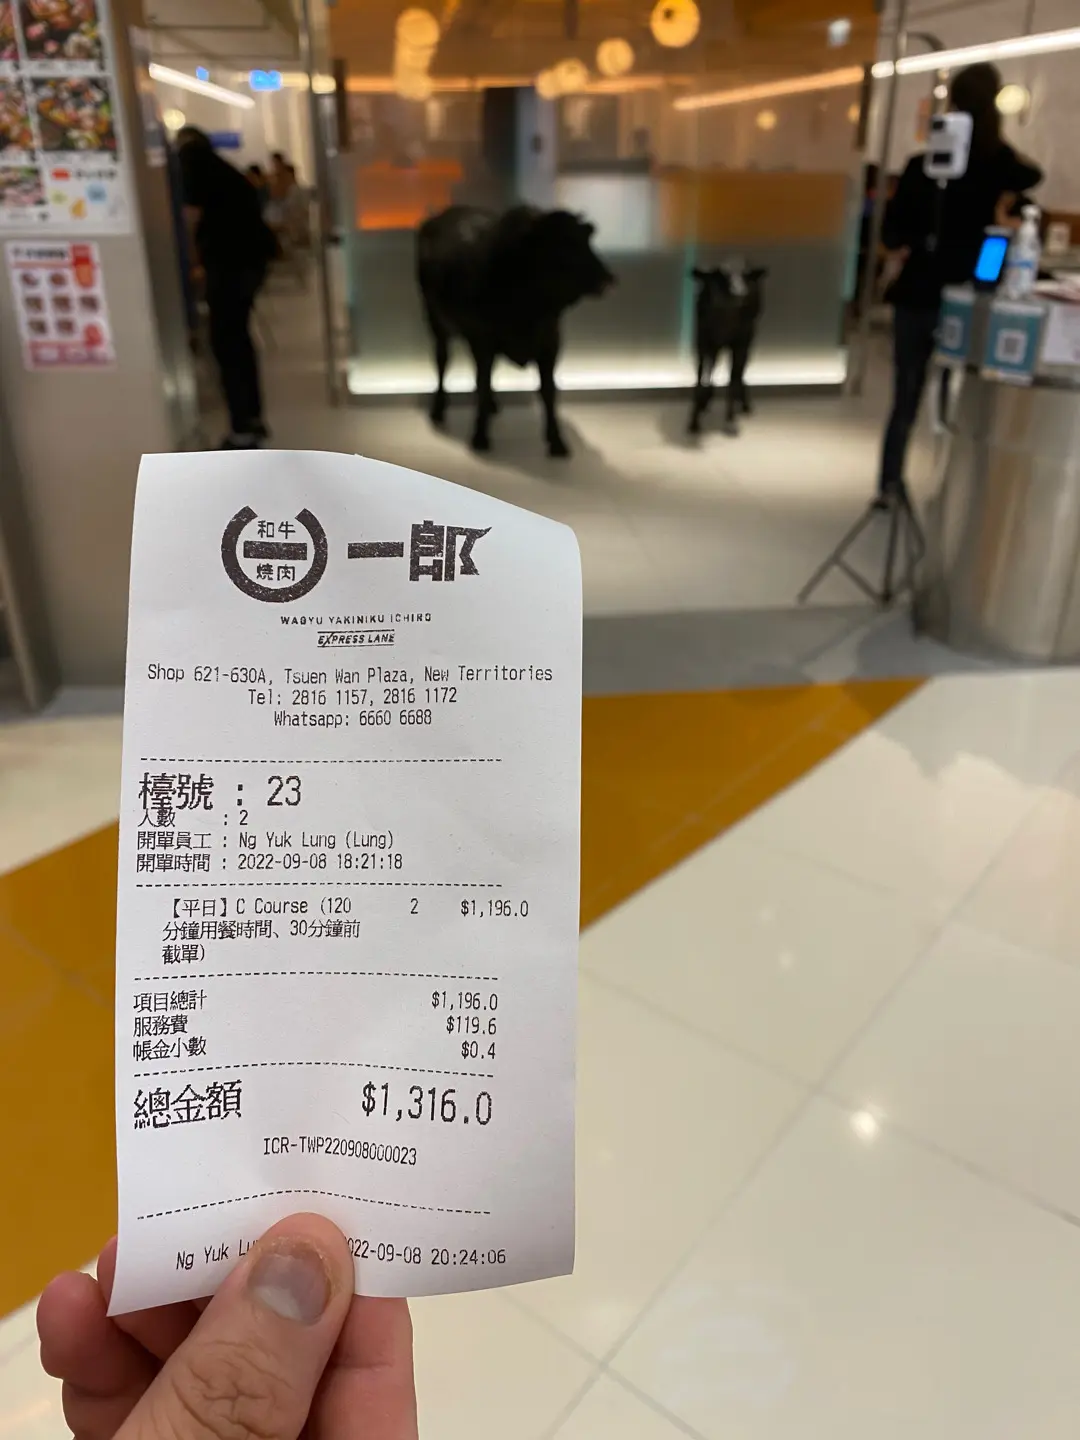 和牛
燒肉
一郎
WAGYU YAKINIKU ICHIRO
EXPRESS LANE
Shop 621-630A, Tsuen Wan Plaza, New Territories
Tel: 2816 1157, 2816 1172
Whatsapp: 6660 6688
檯號 : 23
人數 : 2
開單員工 : Ng Yuk Lung (Lung)
開單時間 : 2022-09-08 18:21:18
【平日】C Course (120 2 $1,196.0
分鐘用餐時間、30分鐘前
截單)
項目總計 $1,196.0
服務費 $119.6
帳金小數 $0.4
總金額 $1,316.0
ICR-TWP220908000023
Ng Yuk 22-09-08 20:24:06